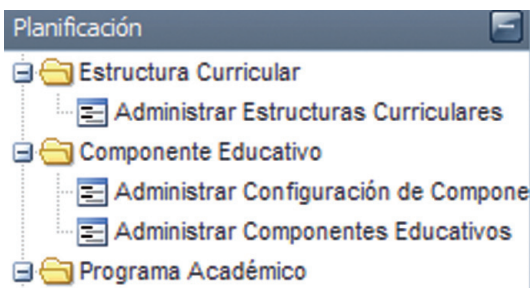 Planificación
Estructura Curricular
Administrar Estructuras Curriculares
Componente Educativo
Administrar Configuración de Compone
Administrar Componentes Educativos
Programa Académico